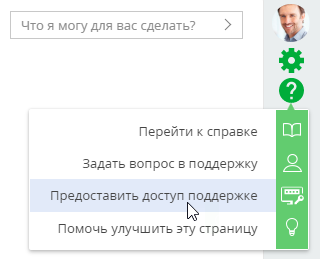 Что я могу для вас сделать?
Перейти к справке
Задать вопрос в поддержку
Предоставить доступ поддержке
Помочь улучшить эту страницу